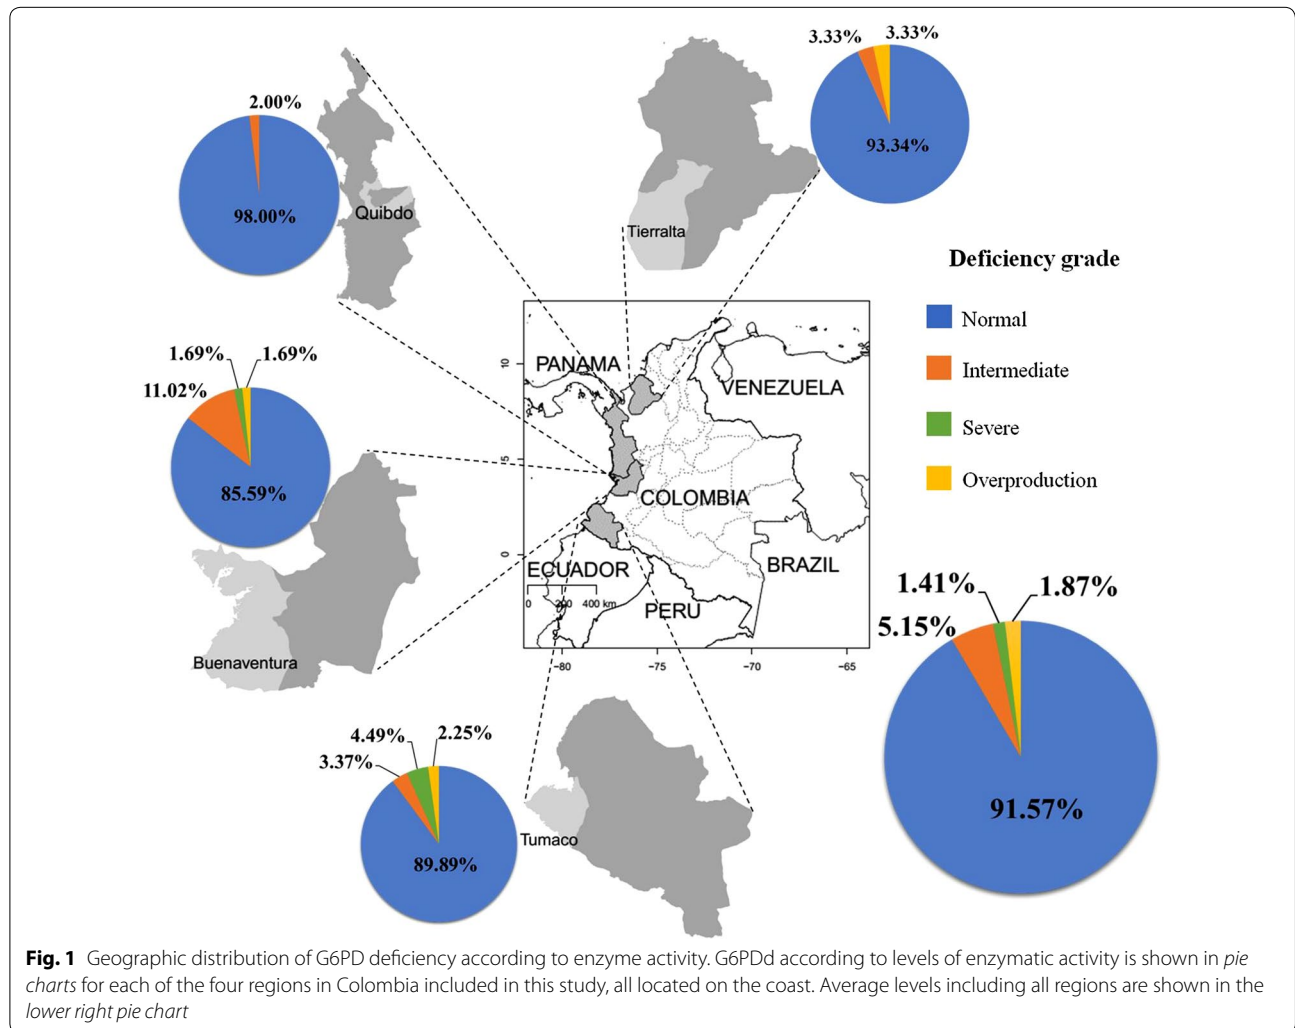 3.33%
3.33%
93.34%
2.00%
98.00%
Quibdo
Tierralta
Deficiency grade
Normal
Intermediate
Severe
Overproduction
1.69%
1.69%
11.02%
85.59%
Buenaventura
PANAMA
VENEZUELA
COLOMBIA
ECUADOR
BRAZIL
PERU
10
5
0
0
200
400 km
−80
−75
−70
−65
1.41%
1.87%
5.15%
91.57%
4.49%
2.25%
3.37%
89.89%
Tumaco
Fig. 1 Geographic distribution of G6PD deficiency according to enzyme activity. G6PDd according to levels of enzymatic activity is shown in pie
charts for each of the four regions in Colombia included in this study, all located on the coast. Average levels including all regions are shown in the
lower right pie chart